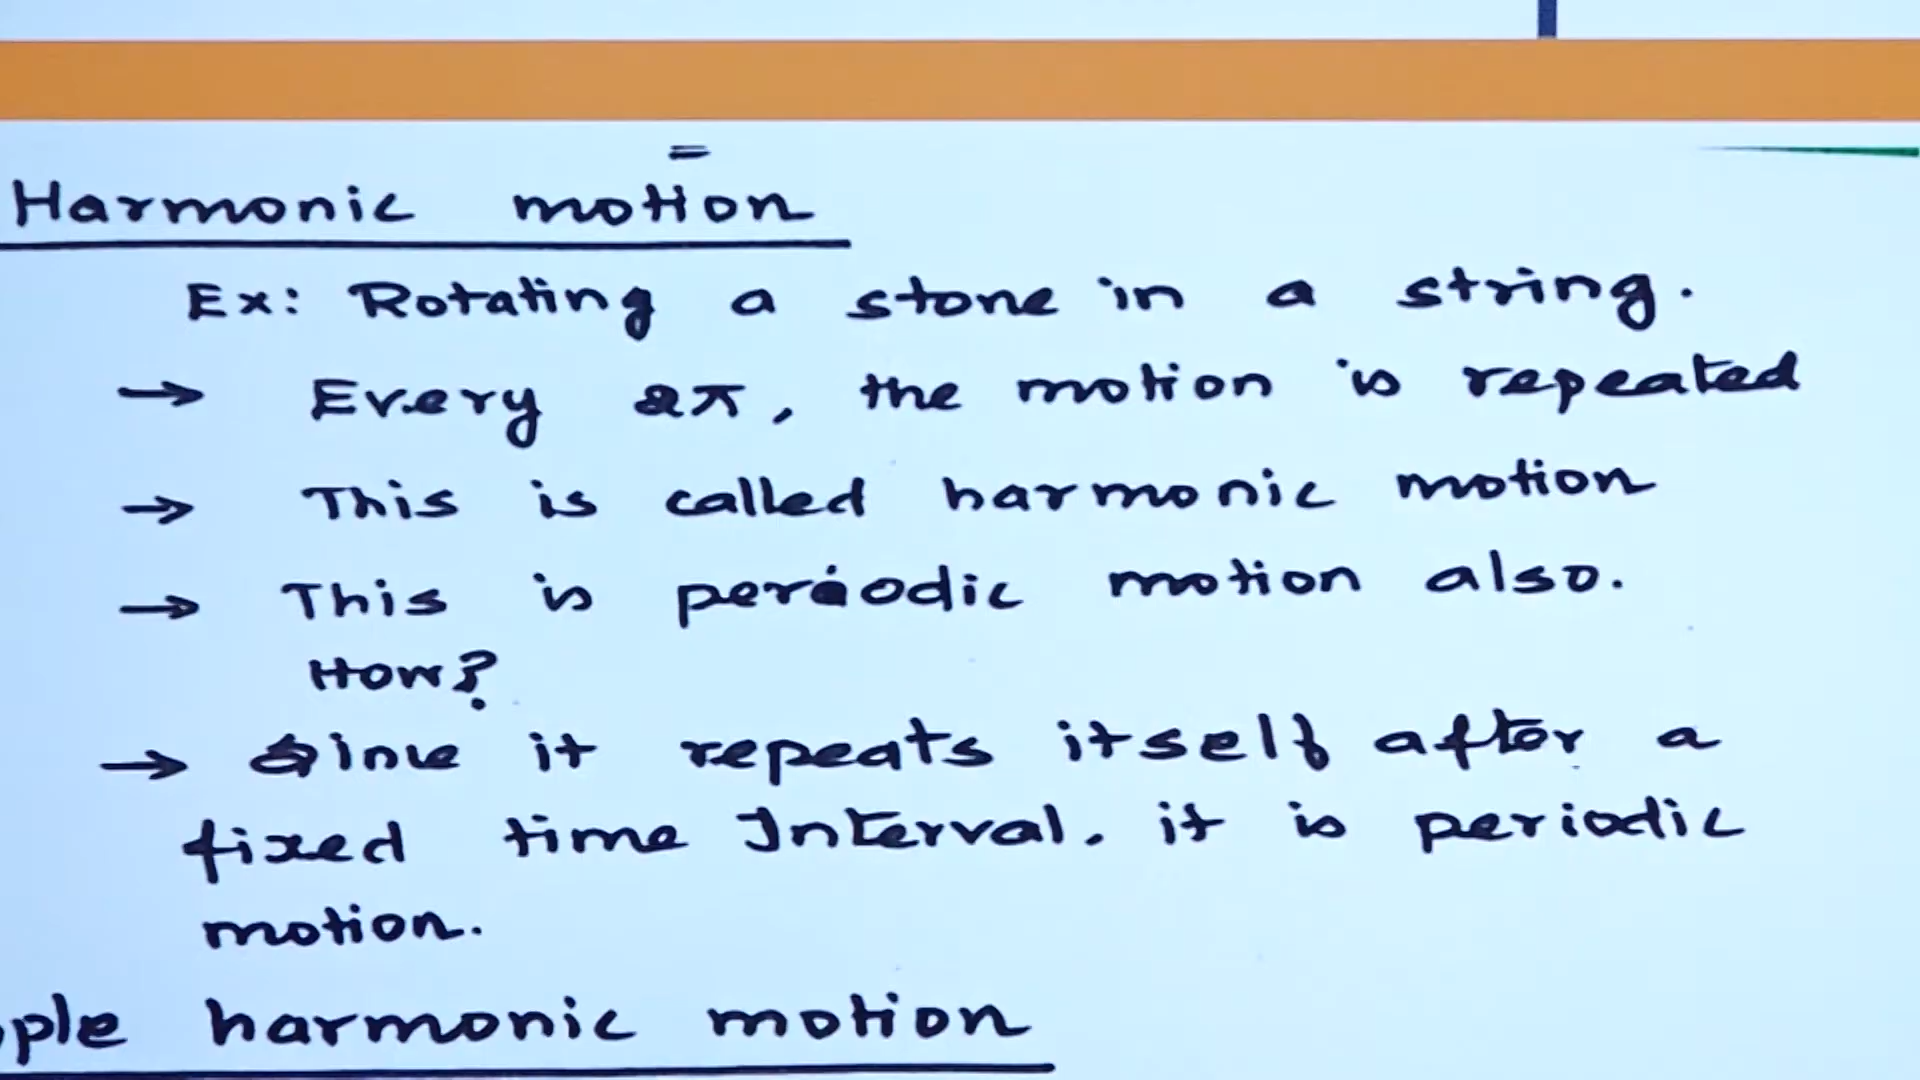 Harmonic motion
Ex: Rotating a stone in a string.
→ Every 2π, the motion is repeated
→ This is called harmonic motion
→ This is periodic motion also.
How?
→ Since it repeats itself after a
fixed time Interval. it is periodic
motion.
ple harmonic motion